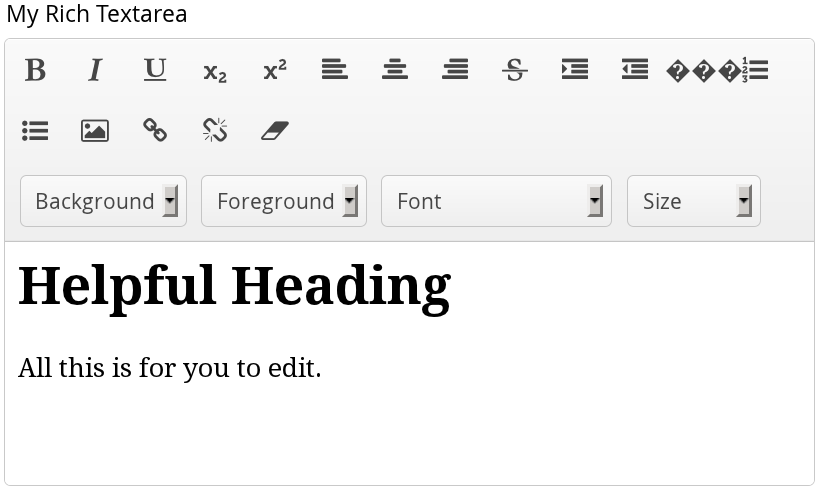 My Rich Textarea
B I U x₂ x² S ���
Background Foreground Font Size
Helpful Heading
All this is for you to edit.